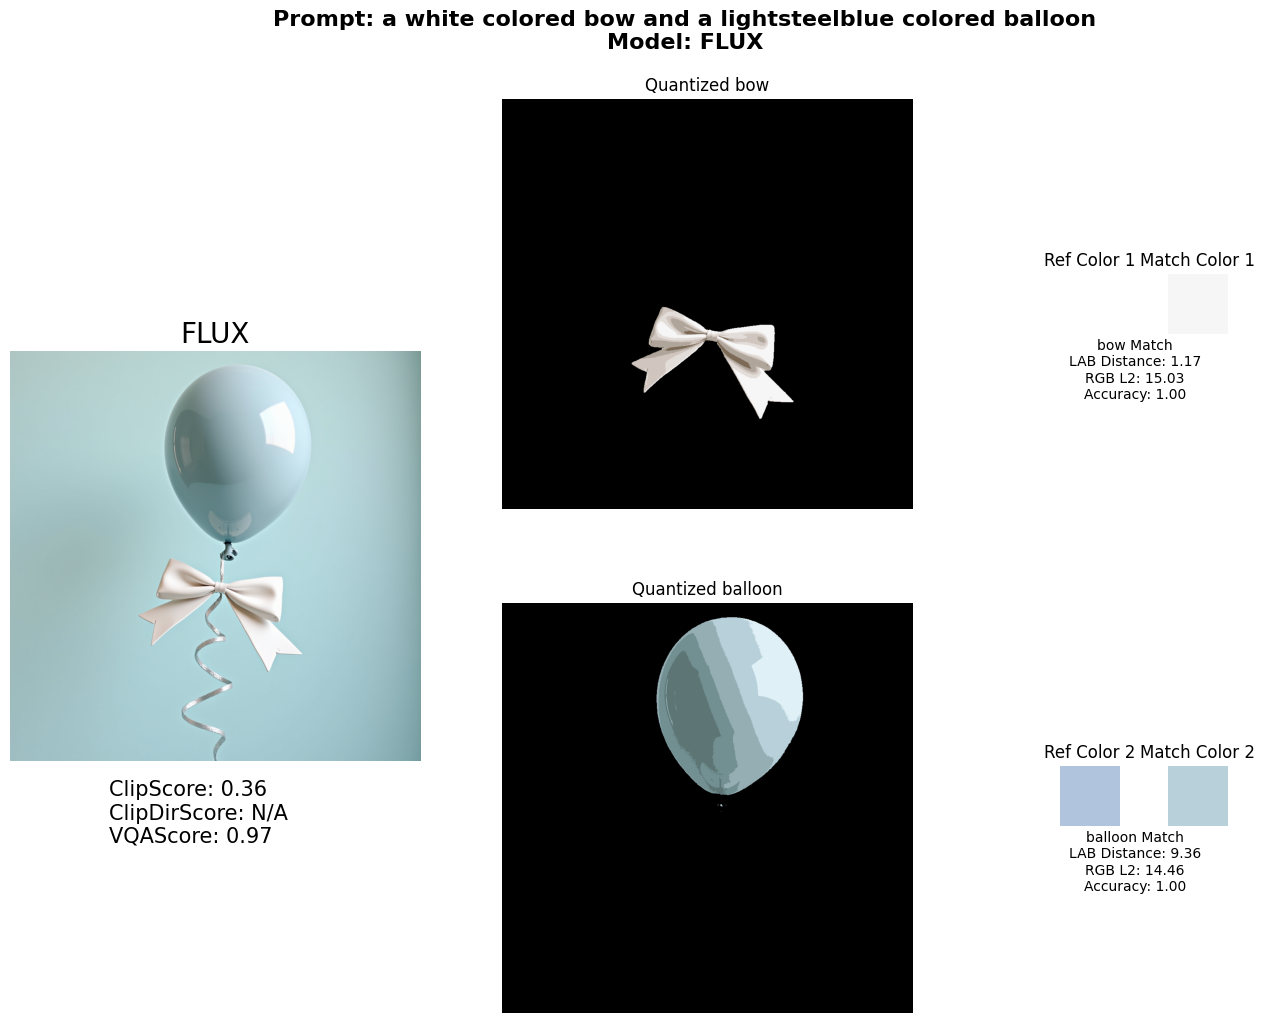 Prompt: a white colored bow and a lightsteelblue colored balloon
Model: FLUX
FLUX
ClipScore: 0.36
ClipDirScore: N/A
VQAScore: 0.97
Quantized bow
Quantized balloon
Ref Color 1 Match Color 1
bow Match
LAB Distance: 1.17
RGB L2: 15.03
Accuracy: 1.00
Ref Color 2 Match Color 2
balloon Match
LAB Distance: 9.36
RGB L2: 14.46
Accuracy: 1.00